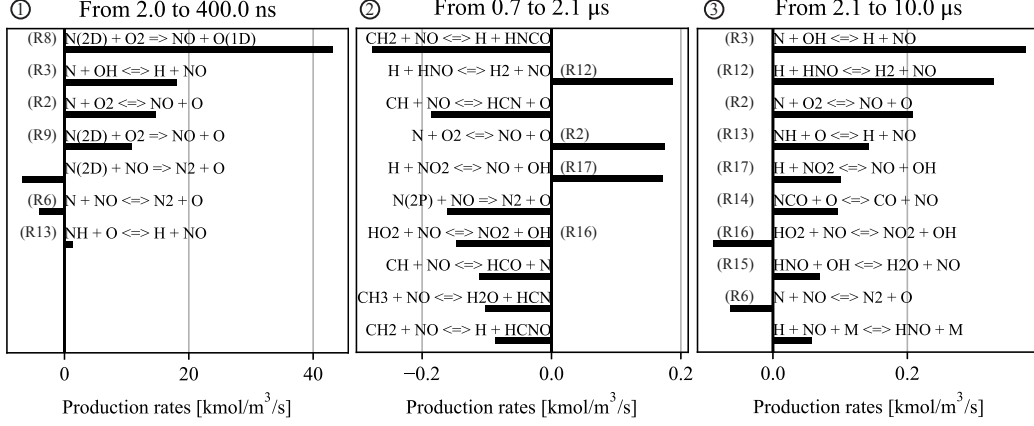 ① From 2.0 to 400.0 ns
(R8) N(2D) + O2 => NO + O(1D)
(R3) N + OH <=> H + NO
(R2) N + O2 <=> NO + O
(R9) N(2D) + O2 => NO + O
N(2D) + NO => N2 + O
(R6) N + NO <=> N2 + O
(R13) NH + O <=> H + NO
0 20 40
Production rates [kmol/m³/s]
② From 0.7 to 2.1 μs
CH2 + NO <=> H + HNCO
H + HNO <=> H2 + NO (R12)
CH + NO <=> HCN + O
N + O2 <=> NO + O (R2)
H + NO2 <=> NO + OH (R17)
N(2P) + NO => N2 + O
HO2 + NO <=> NO2 + OH (R16)
CH + NO <=> HCO + N
CH3 + NO <=> H2O + HCN
CH2 + NO <=> H + HCNO
−0.2 0.0 0.2
Production rates [kmol/m³/s]
③ From 2.1 to 10.0 μs
(R3) N + OH <=> H + NO
(R12) H + HNO <=> H2 + NO
(R2) N + O2 <=> NO + O
(R13) NH + O <=> H + NO
(R17) H + NO2 <=> NO + OH
(R14) NCO + O <=> CO + NO
(R16) HO2 + NO <=> NO2 + OH
(R15) HNO + OH <=> H2O + NO
(R6) N + NO <=> N2 + O
H + NO + M <=> HNO + M
0.0 0.2
Production rates [kmol/m³/s]